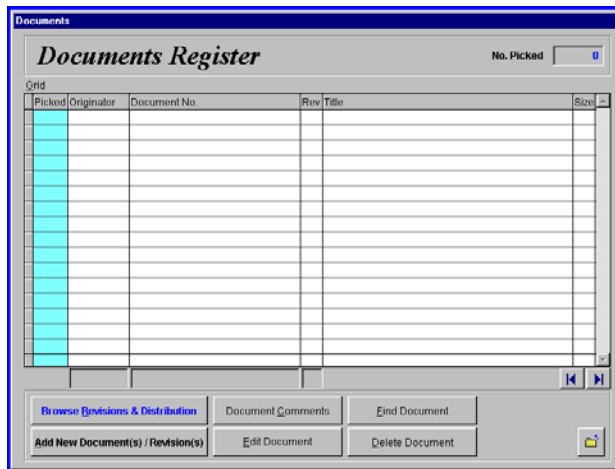 Documents
Documents Register
No. Picked 0
Grid
Picked Originator Document No. Rev Title Size
Browse Revisions & Distribution Document Comments Find Document
Add New Document(s) / Revision(s) Edit Document Delete Document